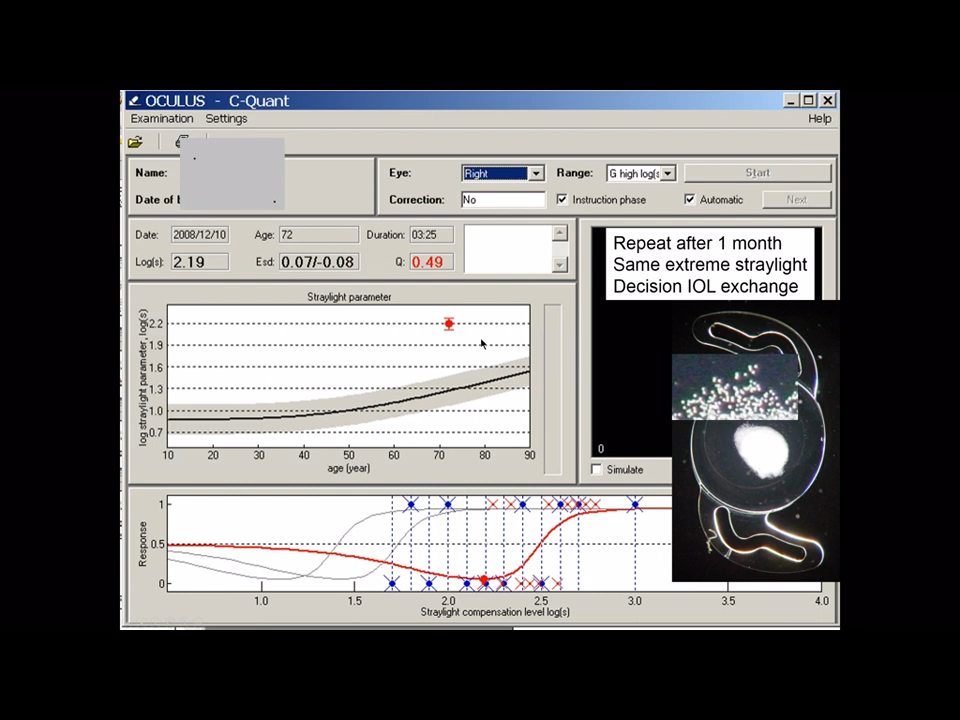 OCULUS - C-Quant
Examination Settings Help
Name:
Eye: Right Range: G high log(s Start
Date of
Correction: No Instruction phase Automatic Next
Date: 2008/12/10 Age: 72 Duration: 03:25
Log(s): 2.19 Esd: 0.07/-0.08 Q: 0.49
Repeat after 1 month
Same extreme straylight
Decision IOL exchange
Straylight parameter
log straylight parameter, log(s)
2.2
1.9
1.6
1.3
1.0
0.7
10 20 30 40 50 60 70 80 90
age (year)
0
Simulate
Response
1
0.5
0
1.0 1.5 2.0 2.5 3.0 3.5 4.0
Straylight compensation level log(s)